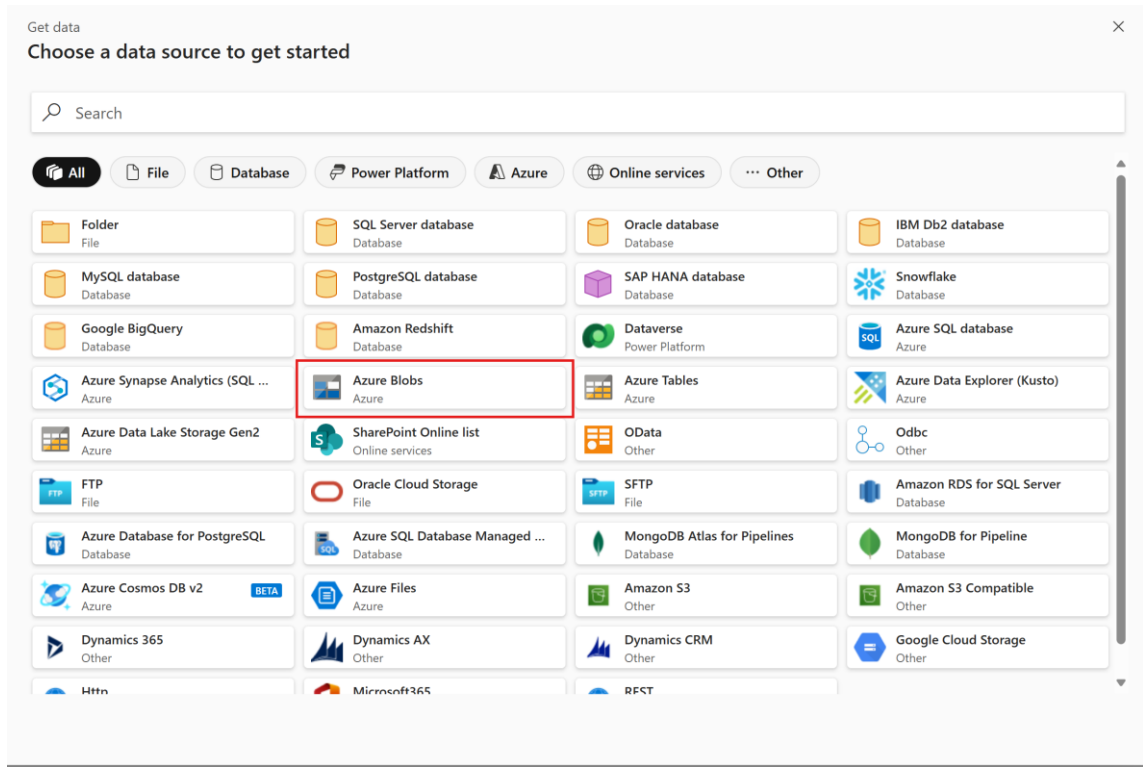 Get data
Choose a data source to get started
Search
All File Database Power Platform Azure Online services ... Other
Folder SQL Server database Oracle database IBM Db2 database
File Database Database Database
MySQL database PostgreSQL database SAP HANA database Snowflake
Database Database Database Database
Google BigQuery Amazon Redshift Dataverse SQL Azure SQL database
Database Database Power Platform Azure
Azure Synapse Analytics (SQL ... Azure Blobs Azure Tables Azure Data Explorer (Kusto)
Azure Azure Azure Azure
Azure Data Lake Storage Gen2 S SharePoint Online list OData Odbc
Azure Online services Other Other
FTP FTP Oracle Cloud Storage SFTP SFTP Amazon RDS for SQL Server
File File File Database
Azure Database for PostgreSQL SQL Azure SQL Database Managed ... MongoDB Atlas for Pipelines MongoDB for Pipeline
Database Database Database Database
Azure Cosmos DB v2 BETA Azure Files Amazon S3 Amazon S3 Compatible
Azure Azure Other Other
Dynamics 365 Dynamics AX Dynamics CRM Google Cloud Storage
Other Other Other Other
Http Microsoft365 REST